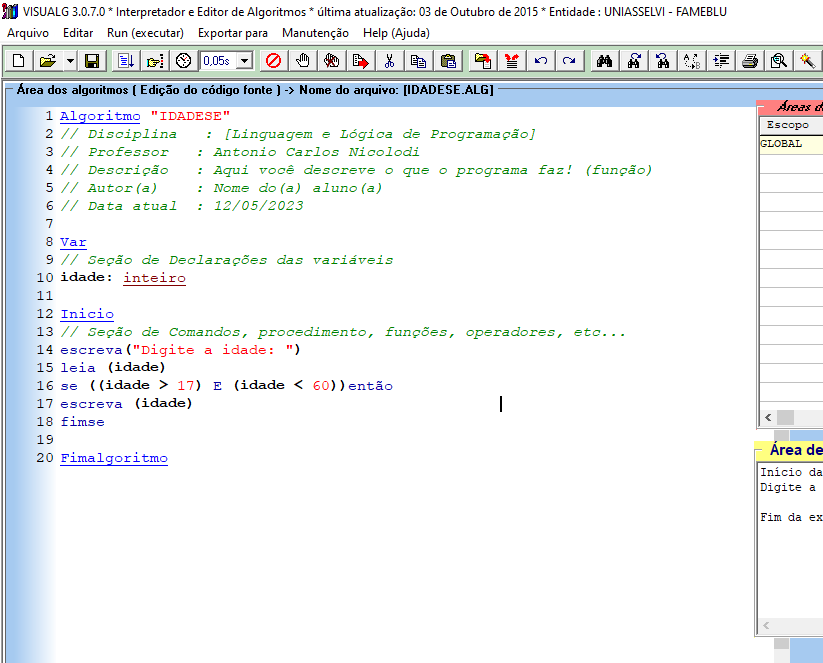 VISUALG 3.0.7.0 * Interpretador e Editor de Algoritmos * última atualização: 03 de Outubro de 2015 * Entidade : UNIASSELVI - FAMEBLU
Arquivo Editar Run (executar) Exportar para Manutenção Help (Ajuda)
0,05s
Área dos algoritmos ( Edição do código fonte ) -> Nome do arquivo: [IDADESE.ALG]
Áreas d
Escopo
GLOBAL
1 Algoritmo "IDADESE"
2 // Disciplina : [Linguagem e Lógica de Programação]
3 // Professor : Antonio Carlos Nicolodi
4 // Descrição : Aqui você descreve o que o programa faz! (função)
5 // Autor(a) : Nome do(a) aluno(a)
6 // Data atual : 12/05/2023
7
8 Var
9 // Seção de Declarações das variáveis
10 idade: inteiro
11
12 Inicio
13 // Seção de Comandos, procedimento, funções, operadores, etc...
14 escreva("Digite a idade: ")
15 leia (idade)
16 se ((idade > 17) E (idade < 60))então
17 escreva (idade)
18 fimse
19
20 Fimalgoritmo
Área de
Início da
Digite a
Fim da ex